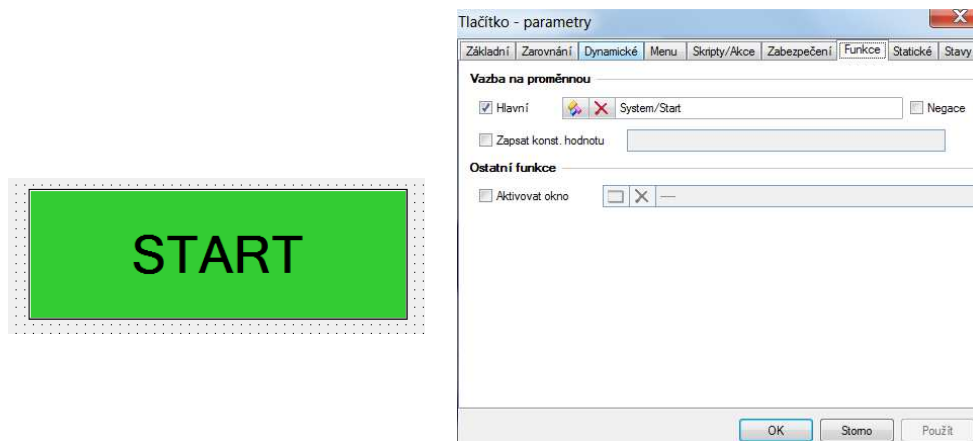 START
Tlačítko - parametry
Základní Zarovnání Dynamické Menu Skripty/Akce Zabezpečení Funkce Statické Stavy
Vazba na proměnnou
Hlavní System/Start Negace
Zapsat konst. hodnotu
Ostatní funkce
Aktivovat okno —
OK Storno Použít